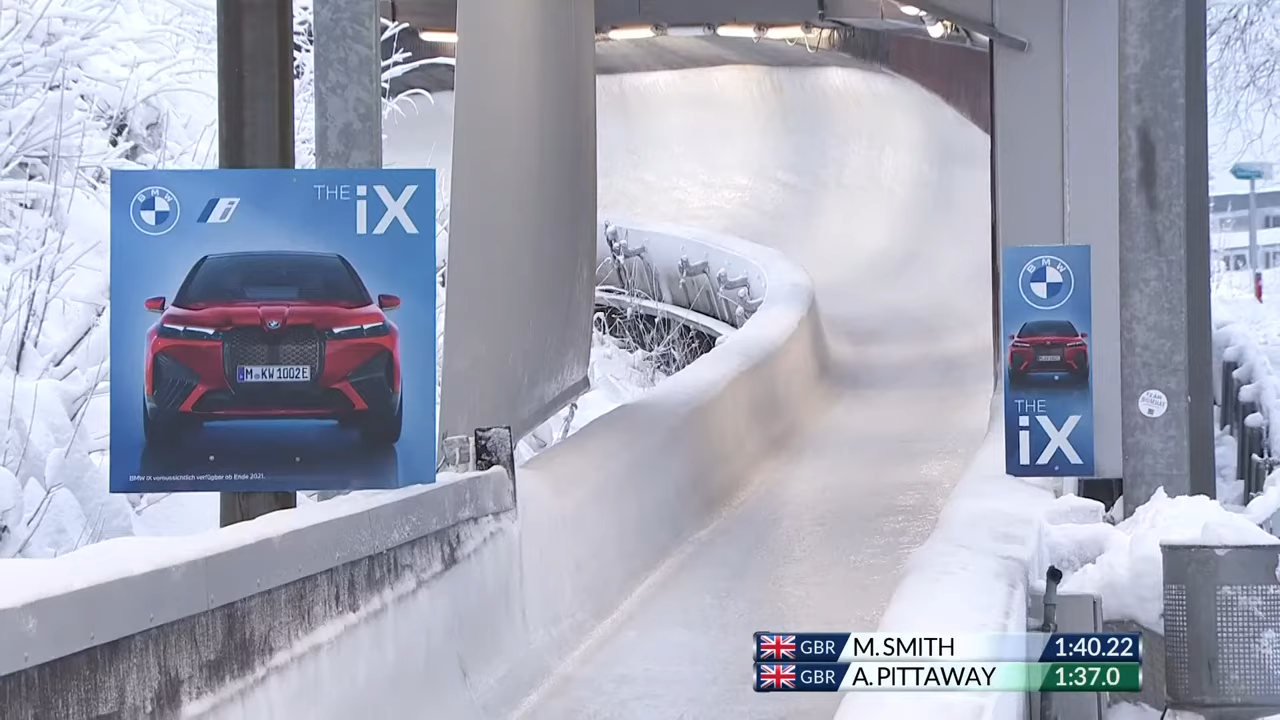 BMW
THE
iX
M KW 1002E
BMW iX voraussichtlich verfügbar ab Ende 2021.
BMW
THE
iX
TEAM
GBR M. SMITH 1:40.22
GBR A. PITTAWAY 1:37.0